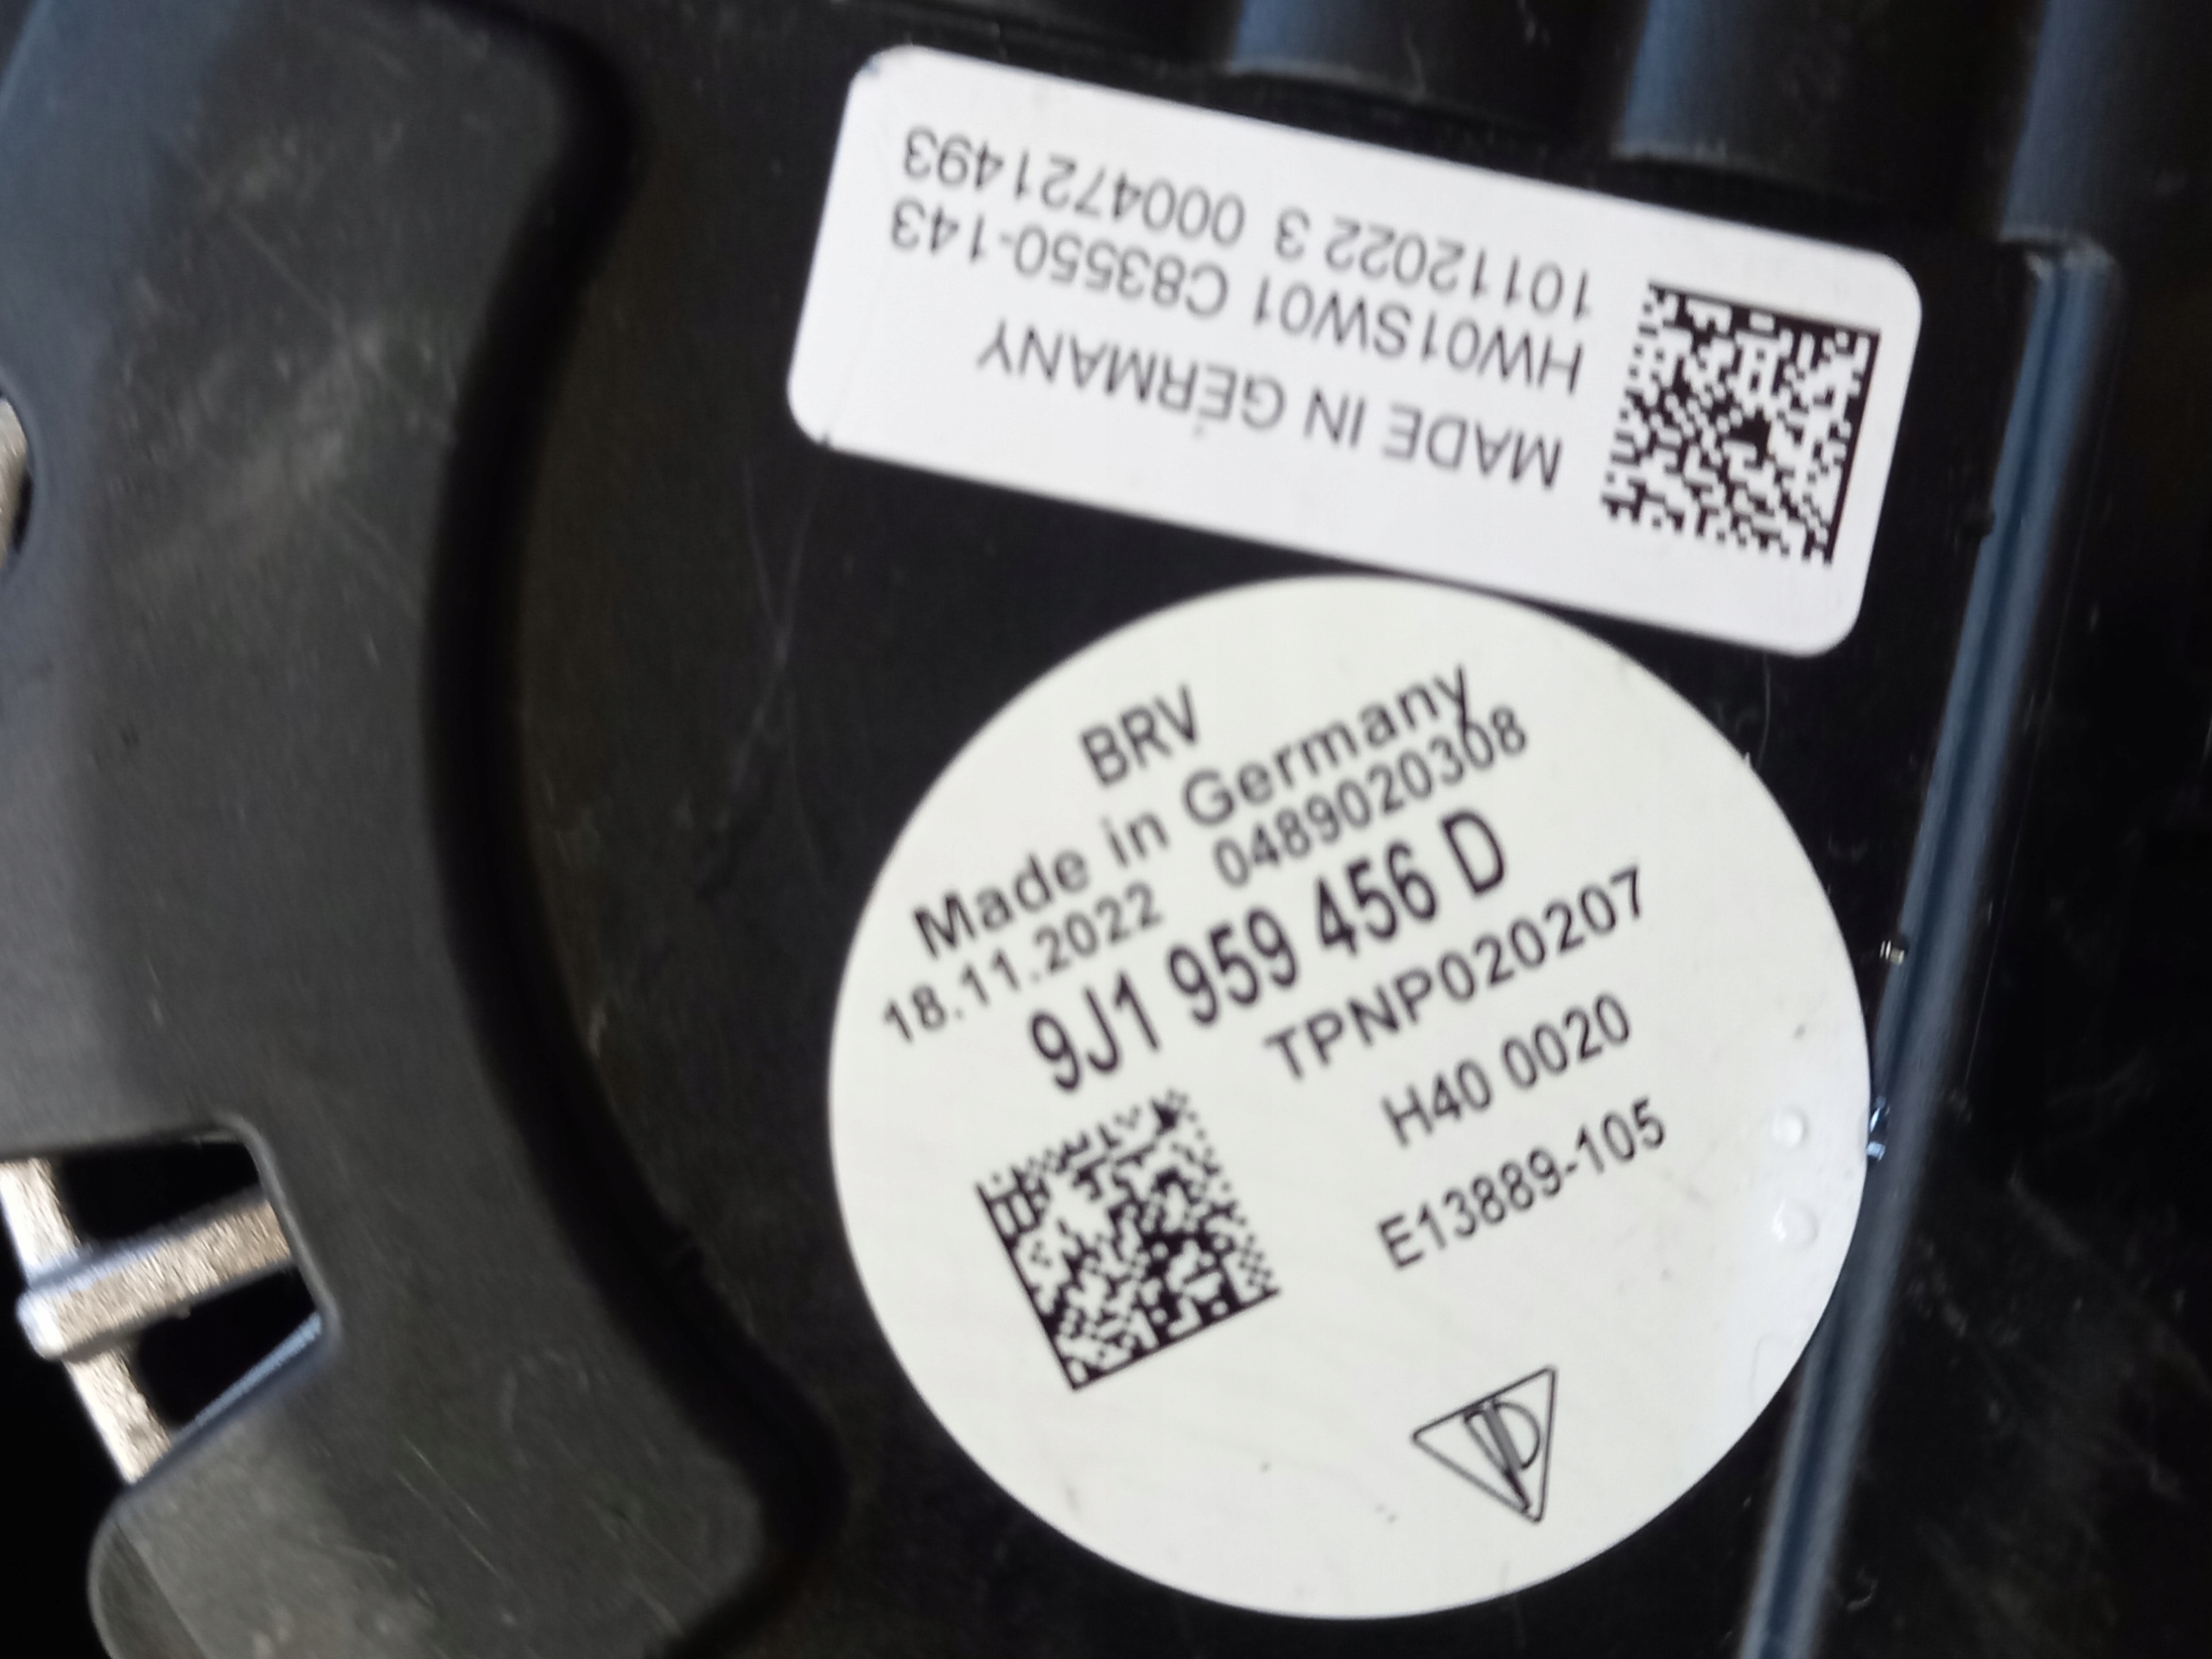 10112022 3 0004721493
HW01SW01 C83550-143
MADE IN GERMANY
BRV
Made in Germany
18.11.2022 0489020308
9J1 959 456 D
TPNP020207
H40 0020
E13889-105